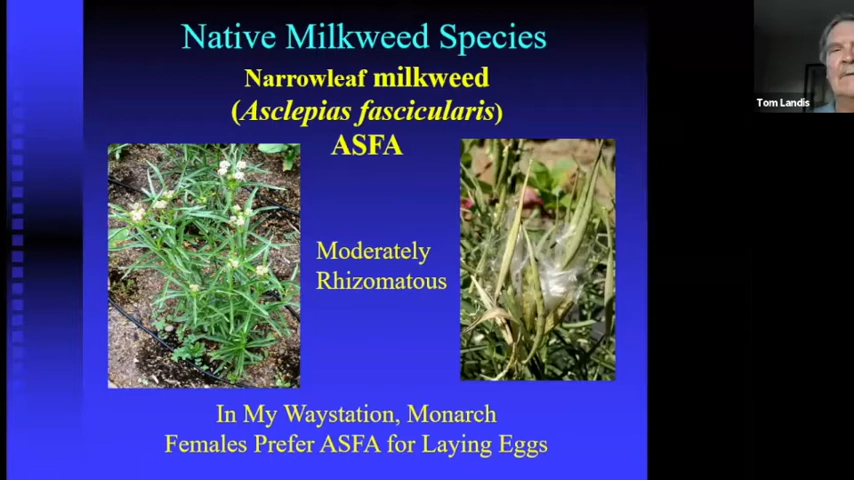 Native Milkweed Species
Narrowleaf milkweed
(Asclepias fascicularis)
ASFA
Moderately
Rhizomatous
In My Waystation, Monarch
Females Prefer ASFA for Laying Eggs
Tom Landis